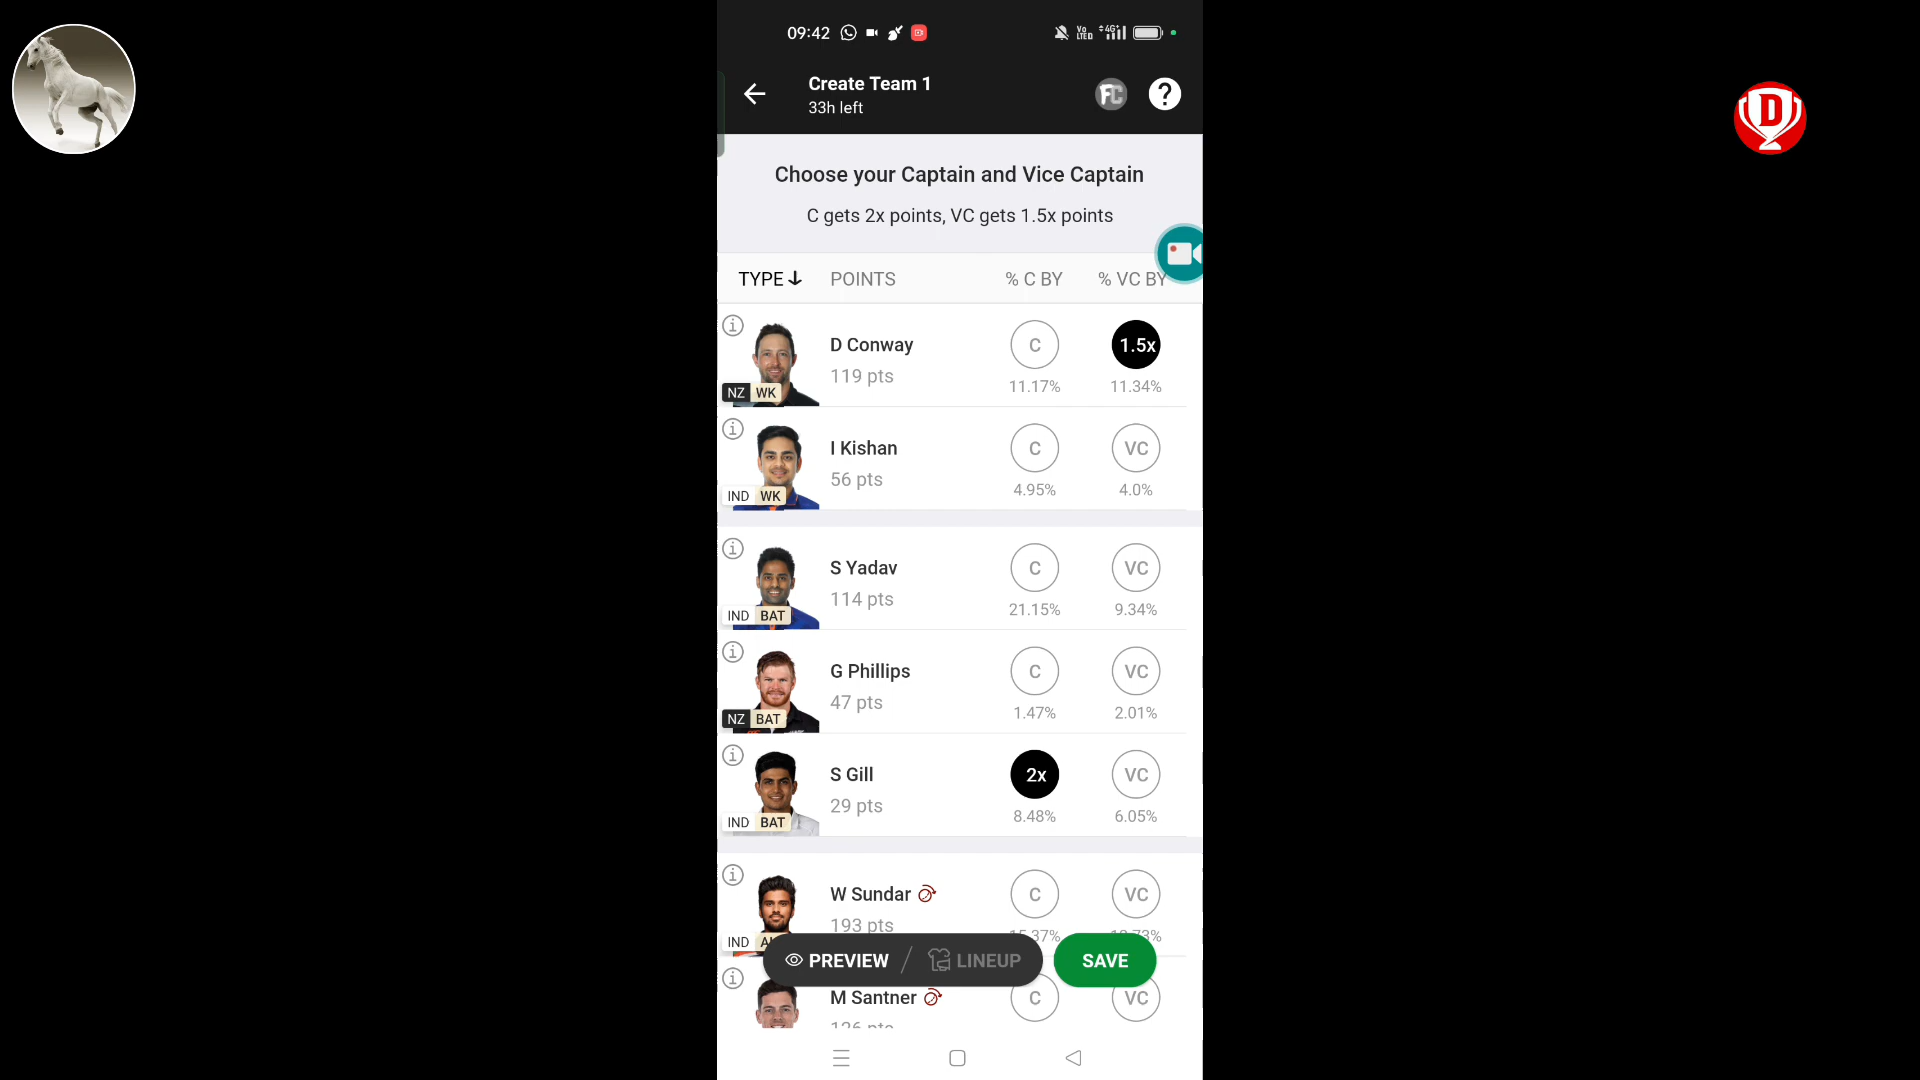 09:42
Vo LTED 4G+
Create Team 1
33h left
FC
?
D
Choose your Captain and Vice Captain
C gets 2x points, VC gets 1.5x points
TYPE POINTS % C BY % VC BY
D Conway C 1.5x
119 pts 11.17% 11.34%
NZ WK
I Kishan C VC
56 pts 4.95% 4.0%
IND WK
S Yadav C VC
114 pts 21.15% 9.34%
IND BAT
G Phillips C VC
47 pts 1.47% 2.01%
NZ BAT
S Gill 2x VC
29 pts 8.48% 6.05%
IND BAT
W Sundar C VC
193 pts
IND
PREVIEW / LINEUP SAVE
M Santner C VC